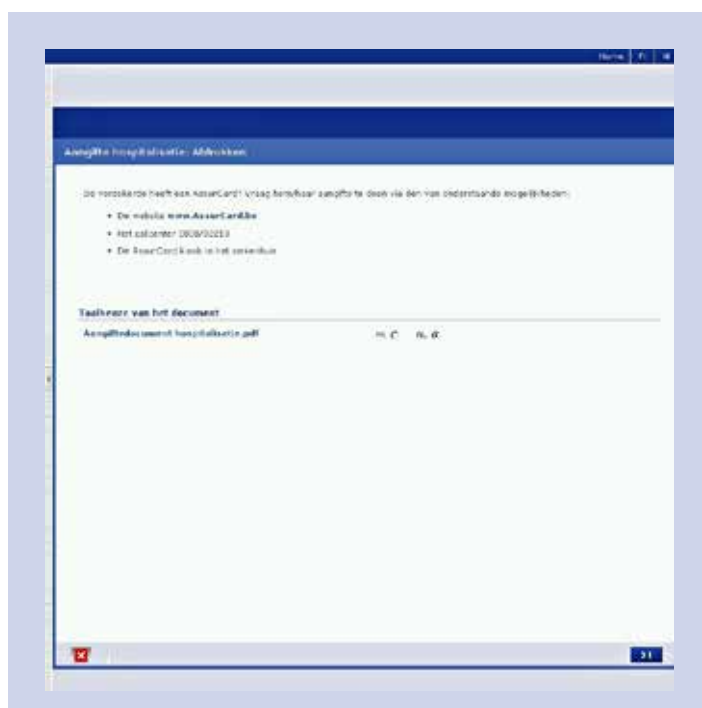 Home
Aangifte hospitalisatie: Afdrukken
De verzekerde heeft een AssurCard? Vraag hem/haar aangifte te doen via één van onderstaande mogelijkheden:
• De website www.AssurCard.be
• Het callcenter
• De AssurCard kiosk in het ziekenhuis
Taalkeuze van het document
Aangiftedocument hospitalisatie.pdf